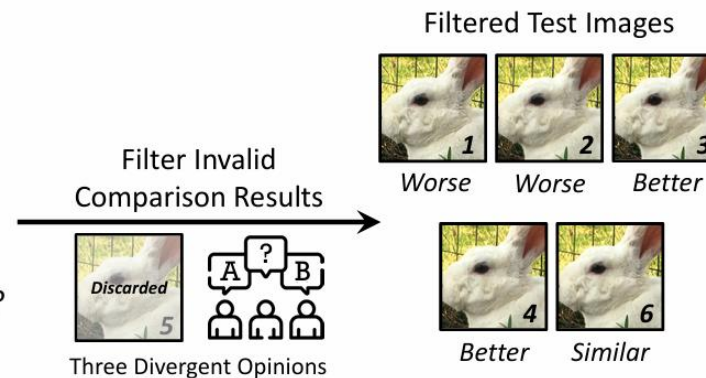 Filtered Test Images
1
2
3
Worse
Worse
Better
Filter Invalid
Comparison Results
Discarded
5
A
?
B
Three Divergent Opinions
4
6
Better
Similar